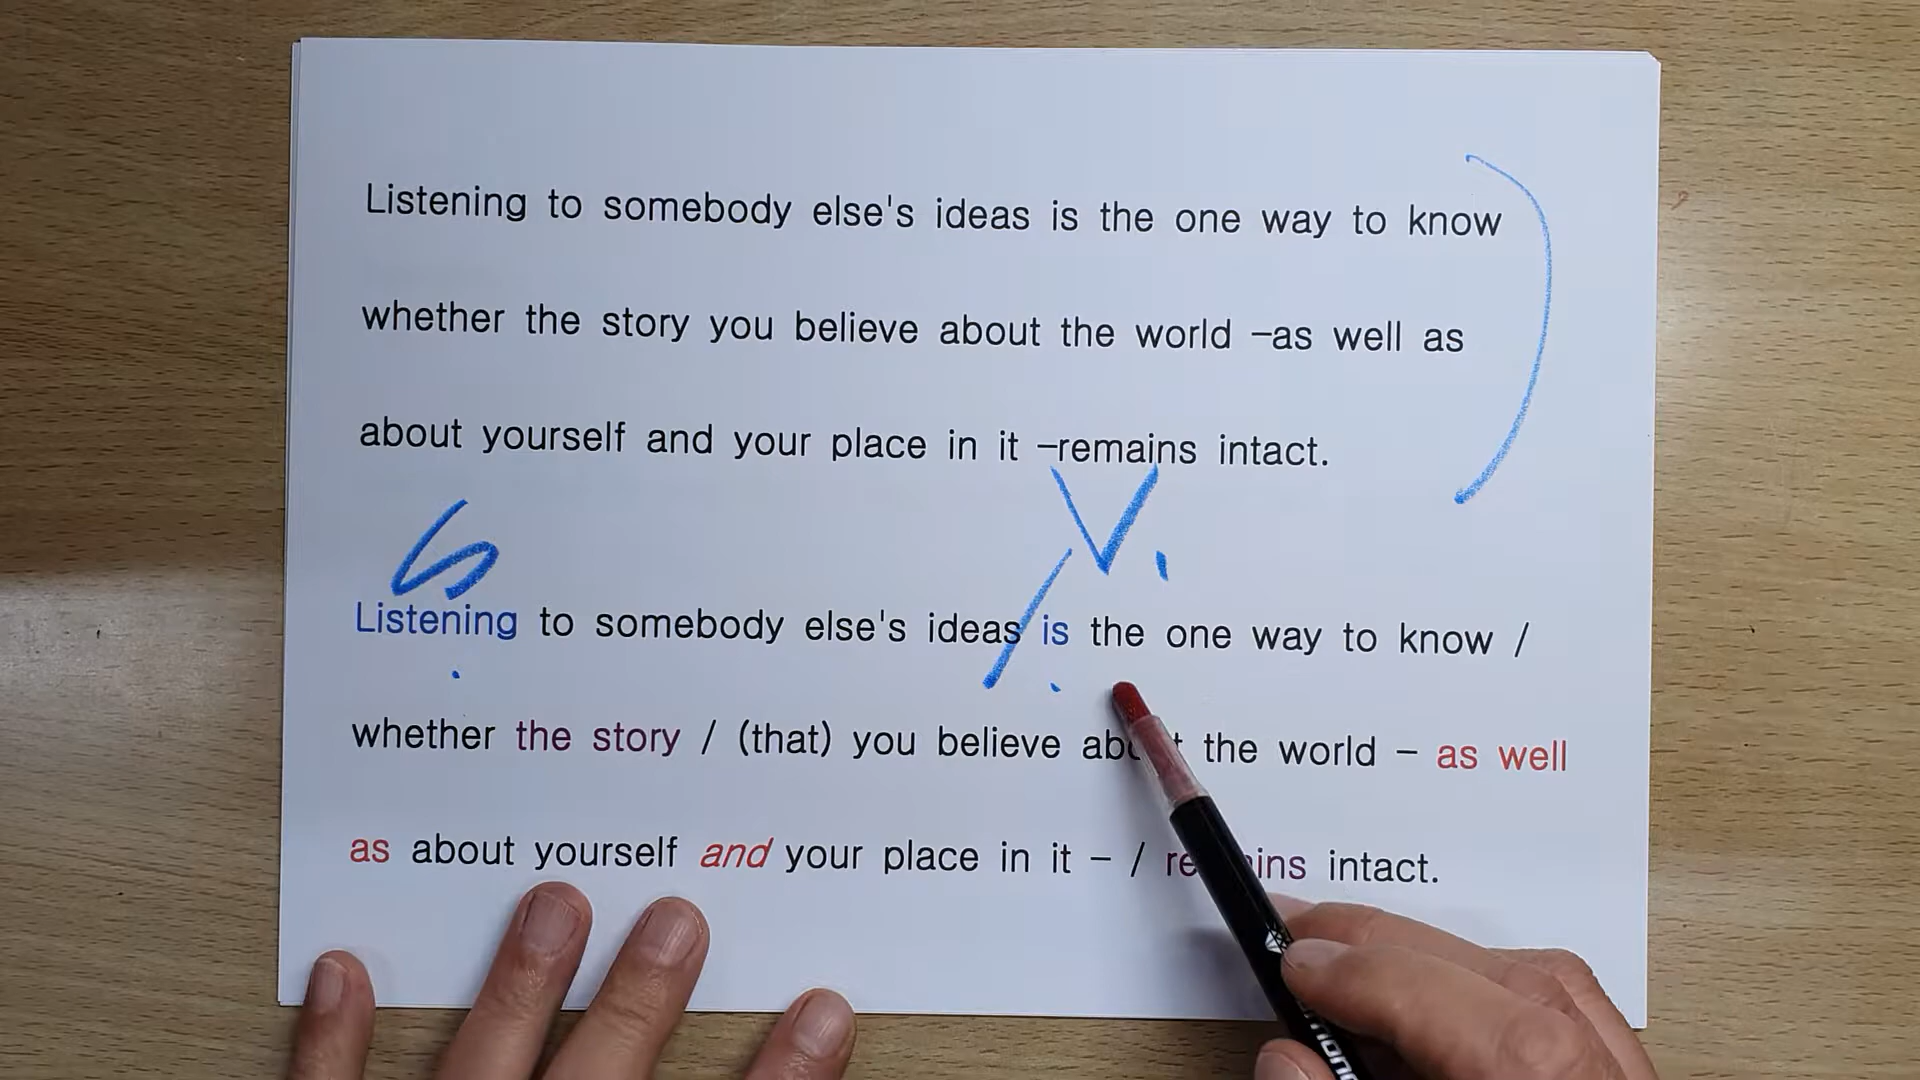 Listening to somebody else's ideas is the one way to know
whether the story you believe about the world –as well as
about yourself and your place in it –remains intact.
S V.
Listening to somebody else's ideas / is the one way to know /
whether the story / (that) you believe about the world – as well
as about yourself and your place in it – / remains intact.